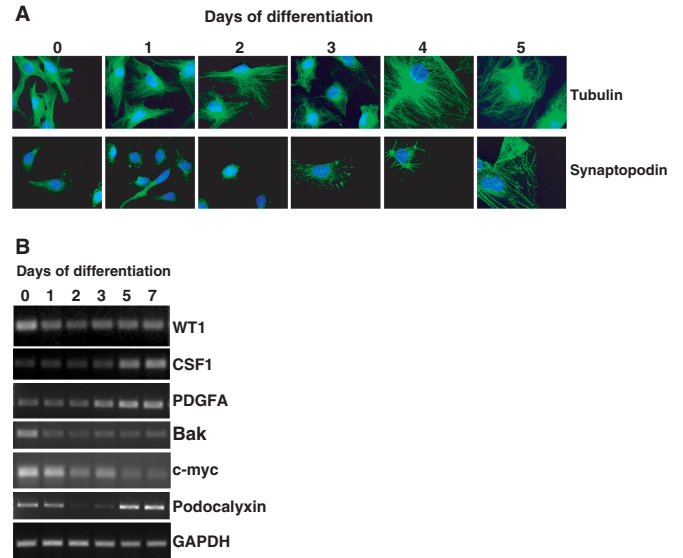 A
Days of differentiation
0 1 2 3 4 5
Tubulin
Synaptopodin
B
Days of differentiation
0 1 2 3 5 7
WT1
CSF1
PDGFA
Bak
c-myc
Podocalyxin
GAPDH